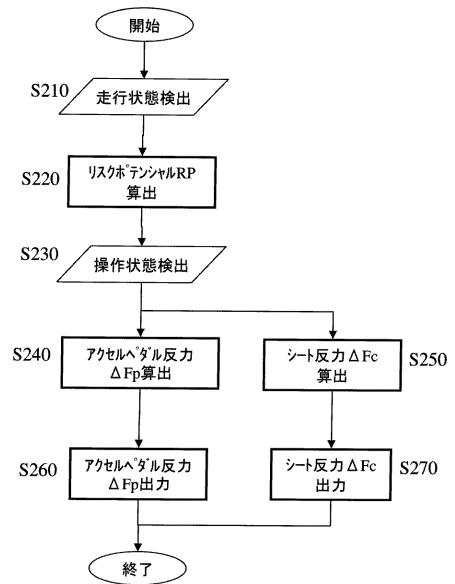 開始
S210
走行状態検出
S220
ﾘｽｸﾎﾟﾃﾝｼｬﾙRP
算出
S230
操作状態検出
S240
ｱｸｾﾙﾍﾟﾀﾞﾙ反力
ΔFp算出
シート反力ΔFc
算出
S250
S260
ｱｸｾﾙﾍﾟﾀﾞﾙ反力
ΔFp出力
シート反力ΔFc
出力
S270
終了